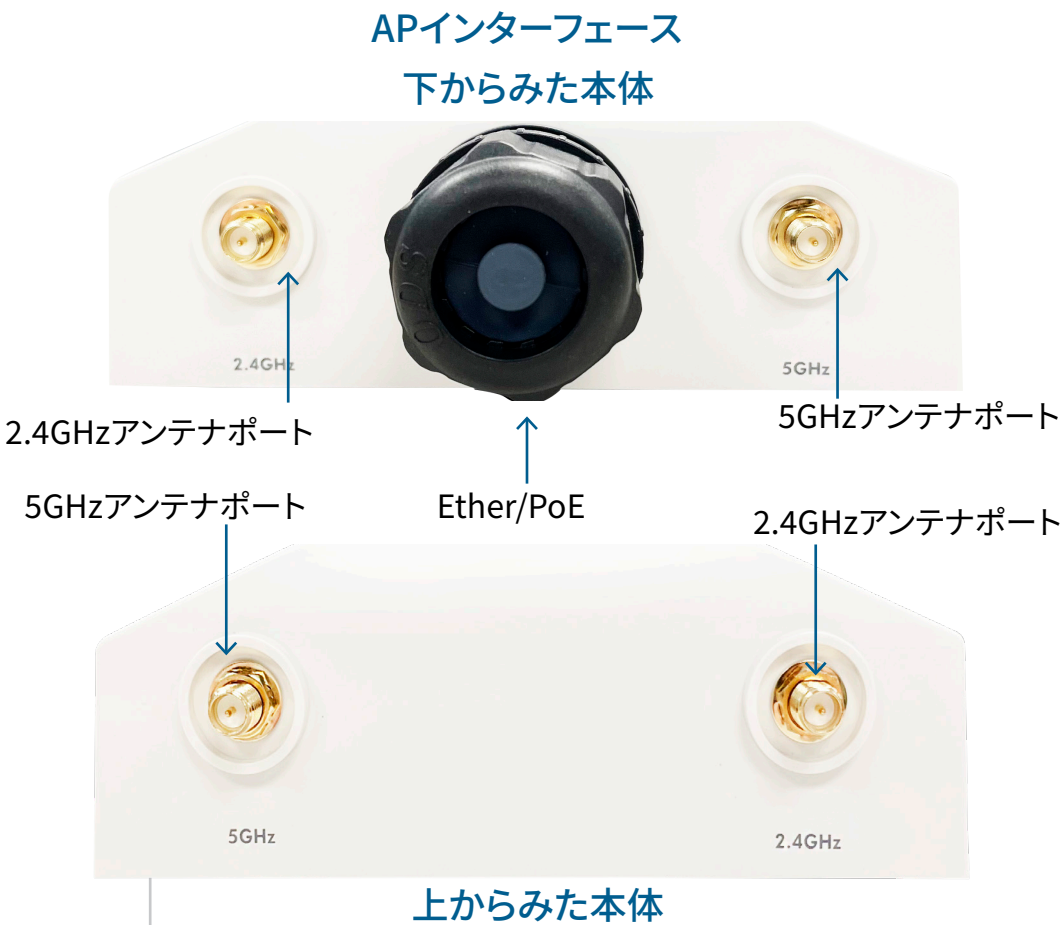 APインターフェース
下からみた本体
SDO
2.4GHz
5GHz
2.4GHzアンテナポート
5GHzアンテナポート
Ether/PoE
5GHzアンテナポート
2.4GHzアンテナポート
5GHz
2.4GHz
上からみた本体